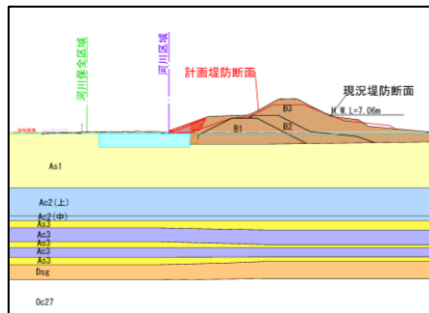 河川保全区域
河川区域
計画堤防断面
現況堤防断面
H.W.L=7.06m
B3
B1
B2
As1
Ac2(上)
Ac2(中)
As3
Ac3
As3
Ac3
As3
Dsg
Oc27